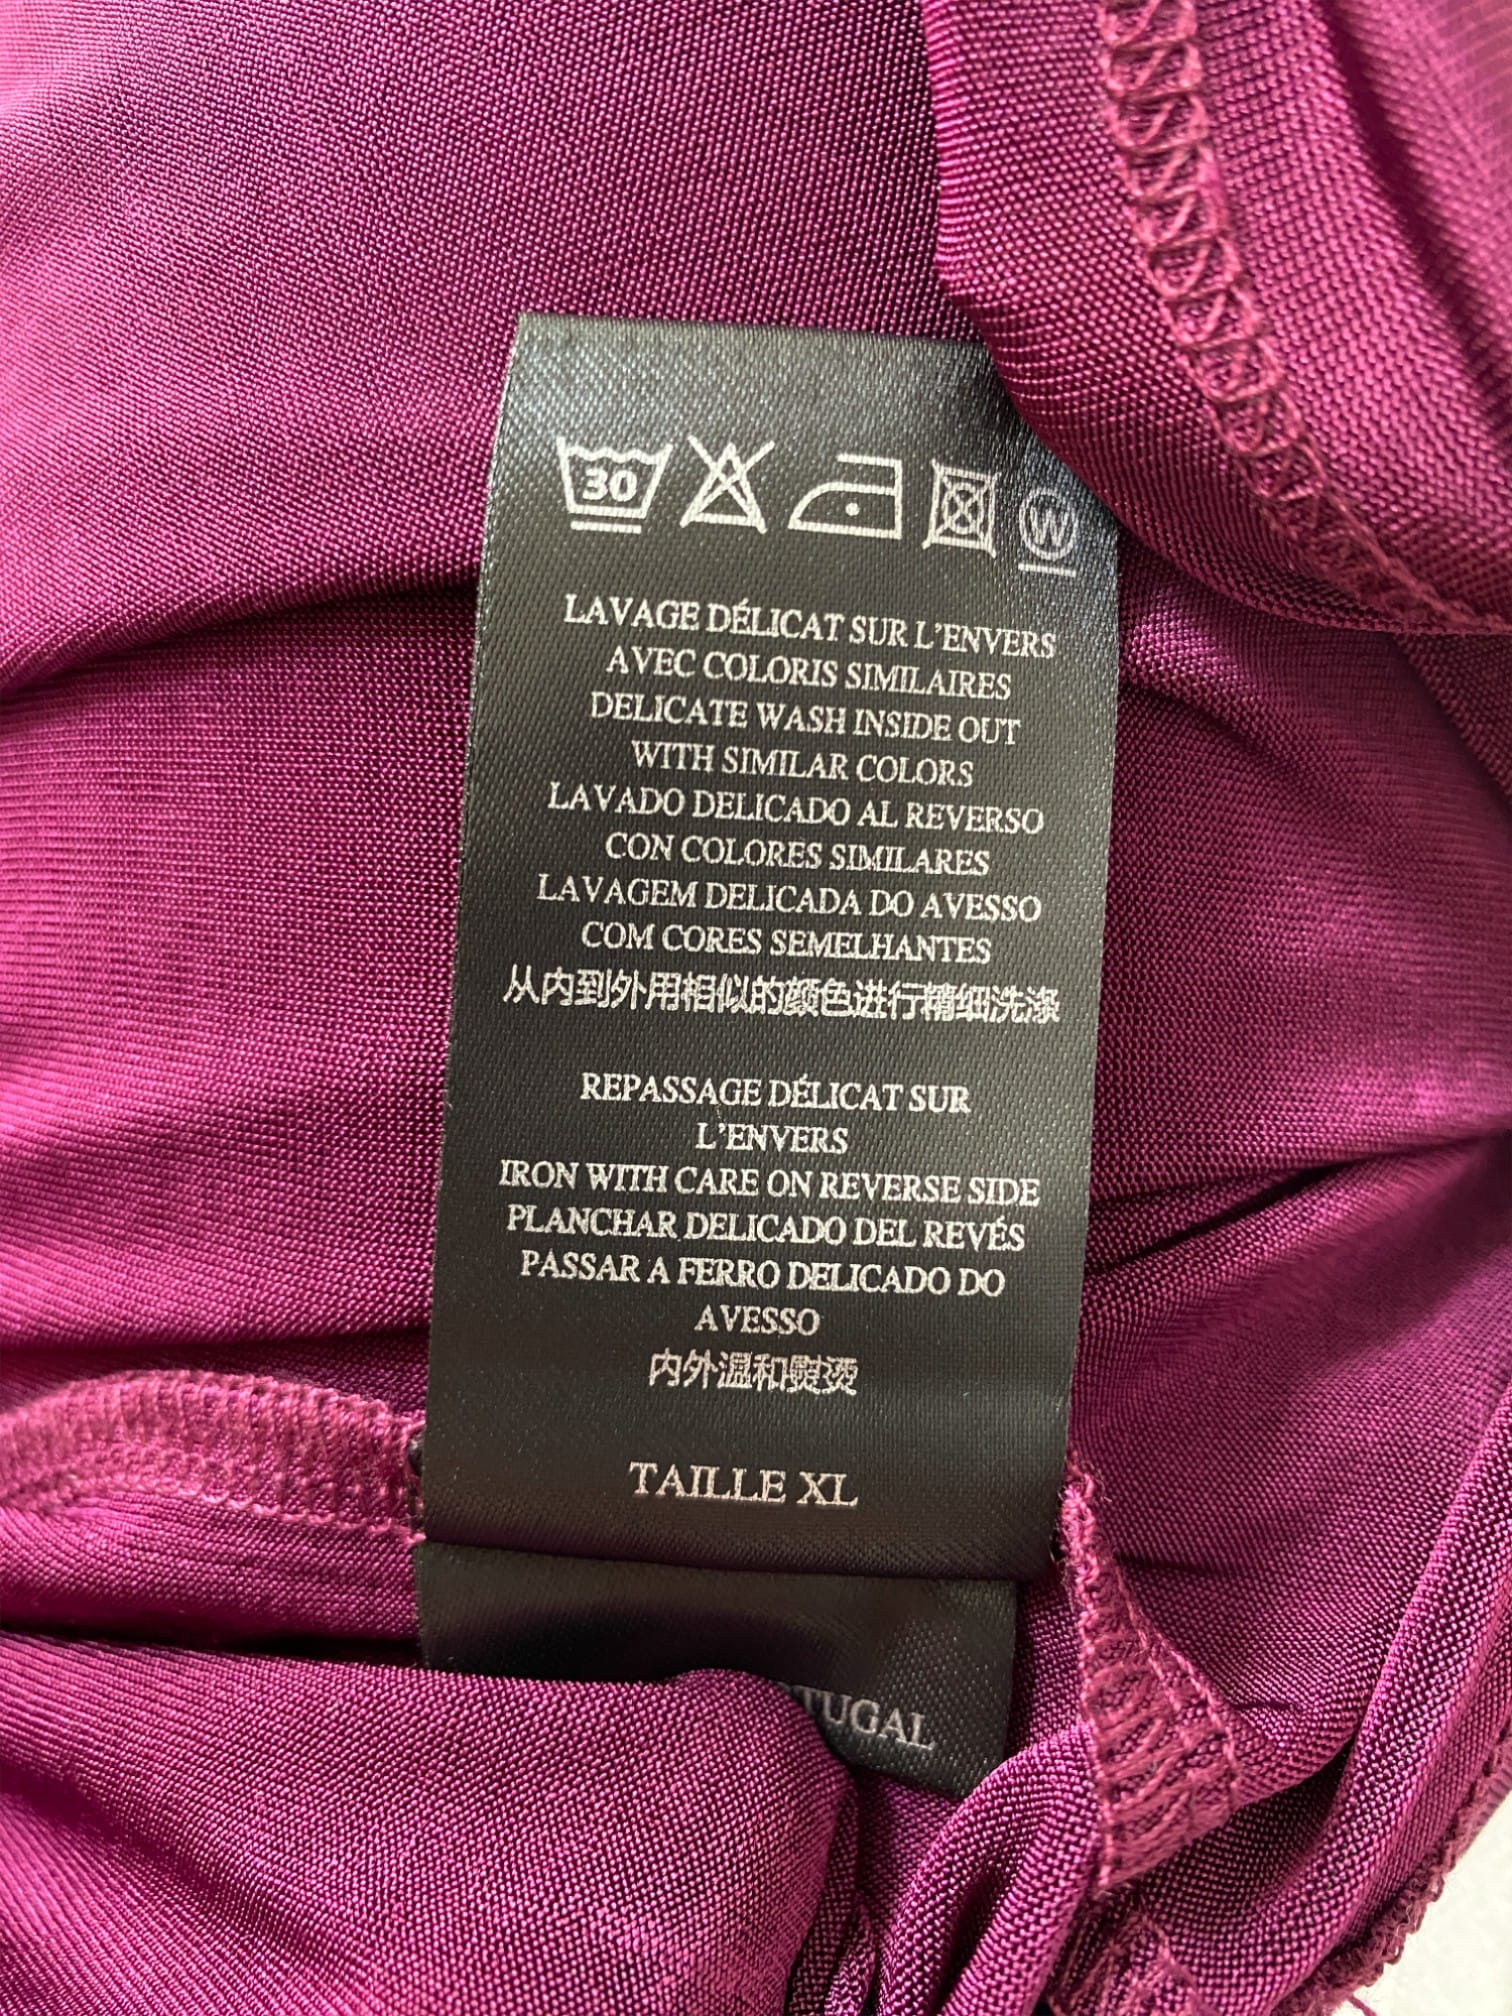 30
W
LAVAGE DÉLICAT SUR L'ENVERS
AVEC COLORIS SIMILAIRES
DELICATE WASH INSIDE OUT
WITH SIMILAR COLORS
LAVADO DELICADO AL REVERSO
CON COLORES SIMILARES
LAVAGEM DELICADA DO AVESSO
COM CORES SEMELHANTES
从内到外用相似的颜色进行精细洗涤
REPASSAGE DÉLICAT SUR
L'ENVERS
IRON WITH CARE ON REVERSE SIDE
PLANCHAR DELICADO DEL REVÉS
PASSAR A FERRO DELICADO DO
AVESSO
内外温和熨烫
TAILLE XL
TUGAL